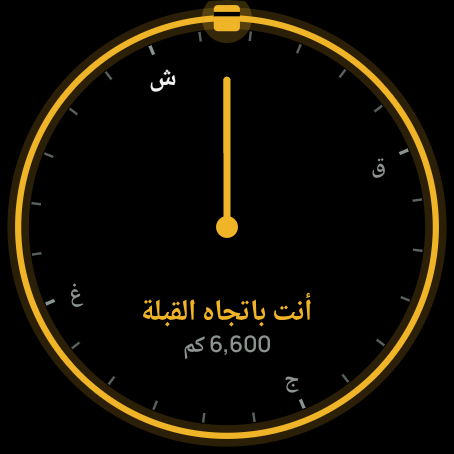 ش
ق
غ
أنت باتجاه القبلة
6,600 كم
ج